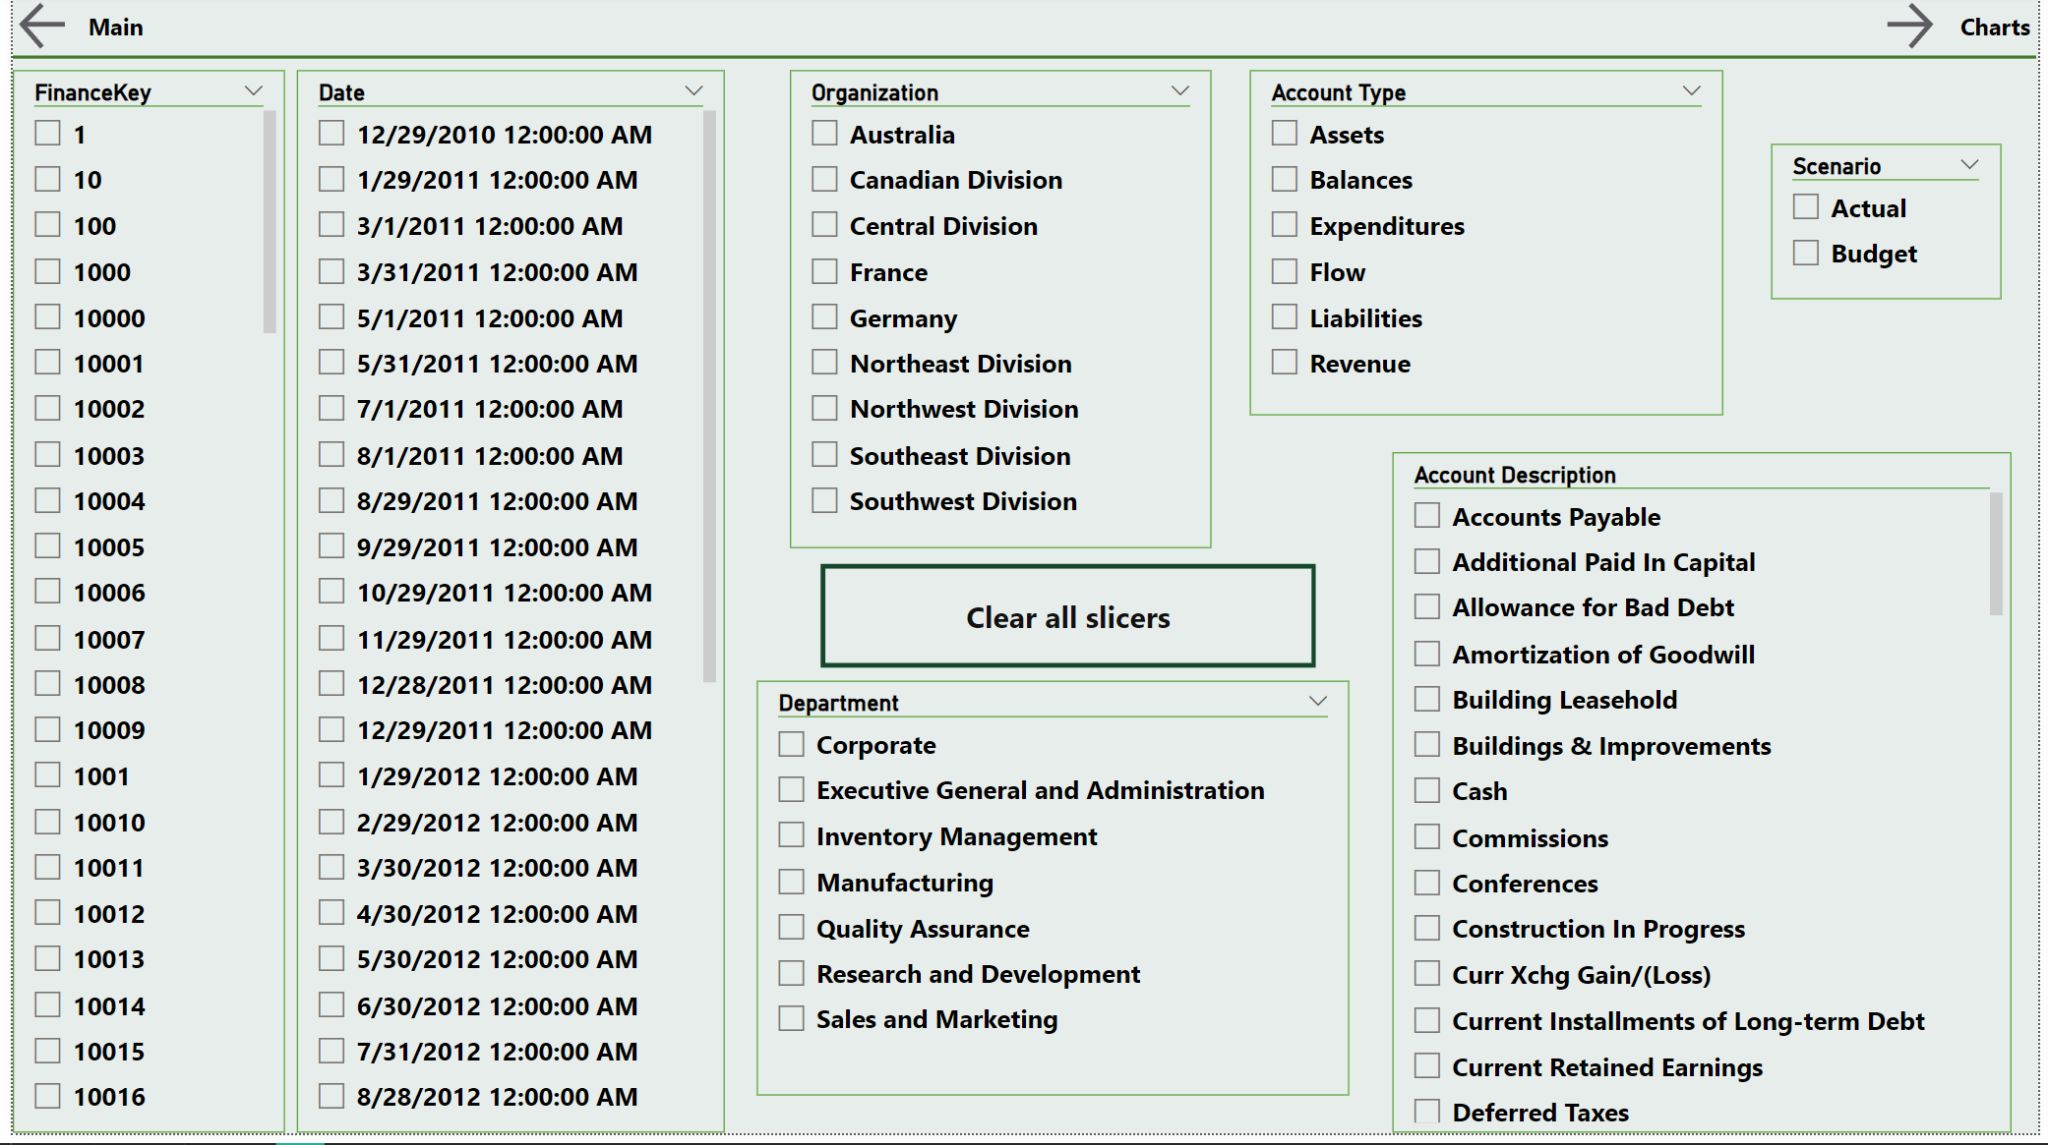 Main
Charts
FinanceKey
1
10
100
1000
10000
10001
10002
10003
10004
10005
10006
10007
10008
10009
1001
10010
10011
10012
10013
10014
10015
10016
Date
12/29/2010 12:00:00 AM
1/29/2011 12:00:00 AM
3/1/2011 12:00:00 AM
3/31/2011 12:00:00 AM
5/1/2011 12:00:00 AM
5/31/2011 12:00:00 AM
7/1/2011 12:00:00 AM
8/1/2011 12:00:00 AM
8/29/2011 12:00:00 AM
9/29/2011 12:00:00 AM
10/29/2011 12:00:00 AM
11/29/2011 12:00:00 AM
12/28/2011 12:00:00 AM
12/29/2011 12:00:00 AM
1/29/2012 12:00:00 AM
2/29/2012 12:00:00 AM
3/30/2012 12:00:00 AM
4/30/2012 12:00:00 AM
5/30/2012 12:00:00 AM
6/30/2012 12:00:00 AM
7/31/2012 12:00:00 AM
8/28/2012 12:00:00 AM
Organization
Australia
Canadian Division
Central Division
France
Germany
Northeast Division
Northwest Division
Southeast Division
Southwest Division
Clear all slicers
Department
Corporate
Executive General and Administration
Inventory Management
Manufacturing
Quality Assurance
Research and Development
Sales and Marketing
Account Type
Assets
Balances
Expenditures
Flow
Liabilities
Revenue
Scenario
Actual
Budget
Account Description
Accounts Payable
Additional Paid In Capital
Allowance for Bad Debt
Amortization of Goodwill
Building Leasehold
Buildings & Improvements
Cash
Commissions
Conferences
Construction In Progress
Curr Xchg Gain/(Loss)
Current Installments of Long-term Debt
Current Retained Earnings
Deferred Taxes